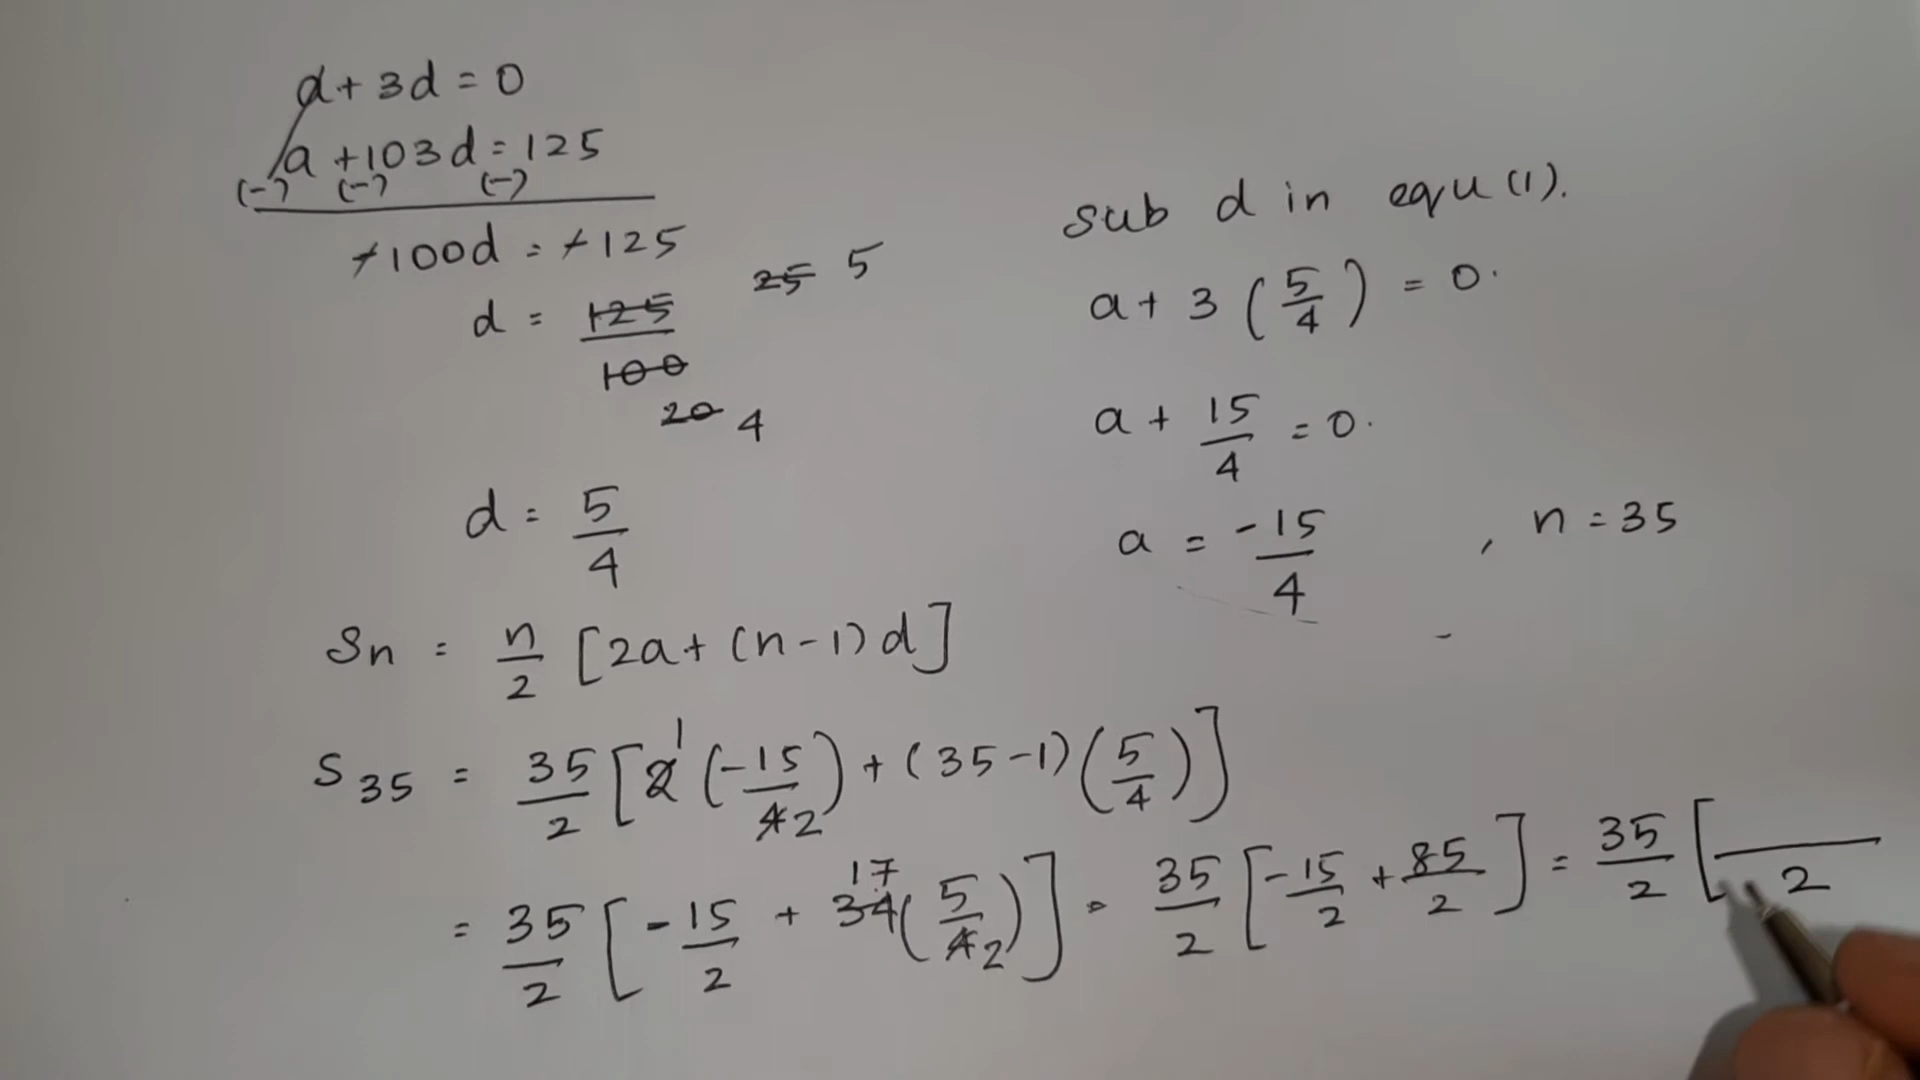 a + 3d = 0
a + 103d = 125
(-) (-) (-)
-100d = -125
d = 125/100 25 5 20 4
d = 5/4
sub d in equ (1).
a + 3 (5/4) = 0.
a + 15/4 = 0.
a = -15/4 , n = 35
Sn = n/2 [2a + (n-1) d]
S35 = 35/2 [2 1 (-15/4 2) + (35-1) (5/4)]
= 35/2 [-15/2 + 34 17 (5/4 2)] = 35/2 [-15/2 + 85/2] = 35/2 [ /2